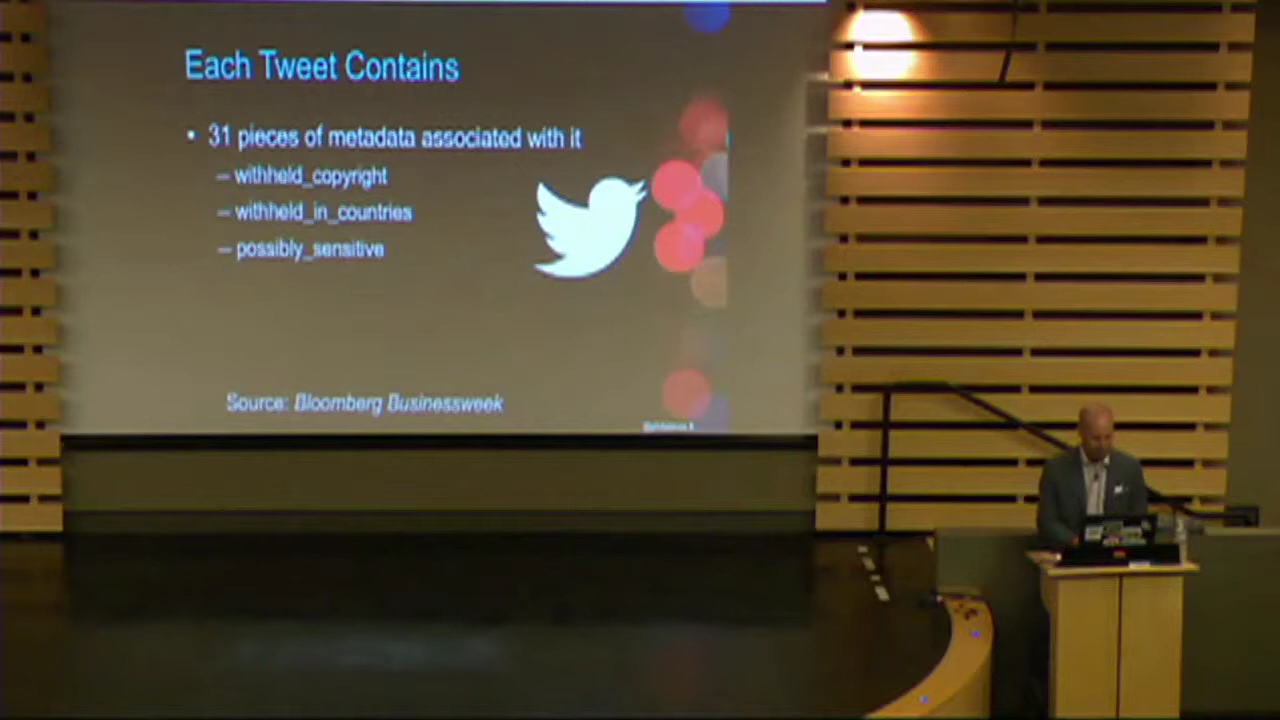 Each Tweet Contains
• 31 pieces of metadata associated with it
– withheld_copyright
– withheld_in_countries
– possibly_sensitive
Source: Bloomberg Businessweek